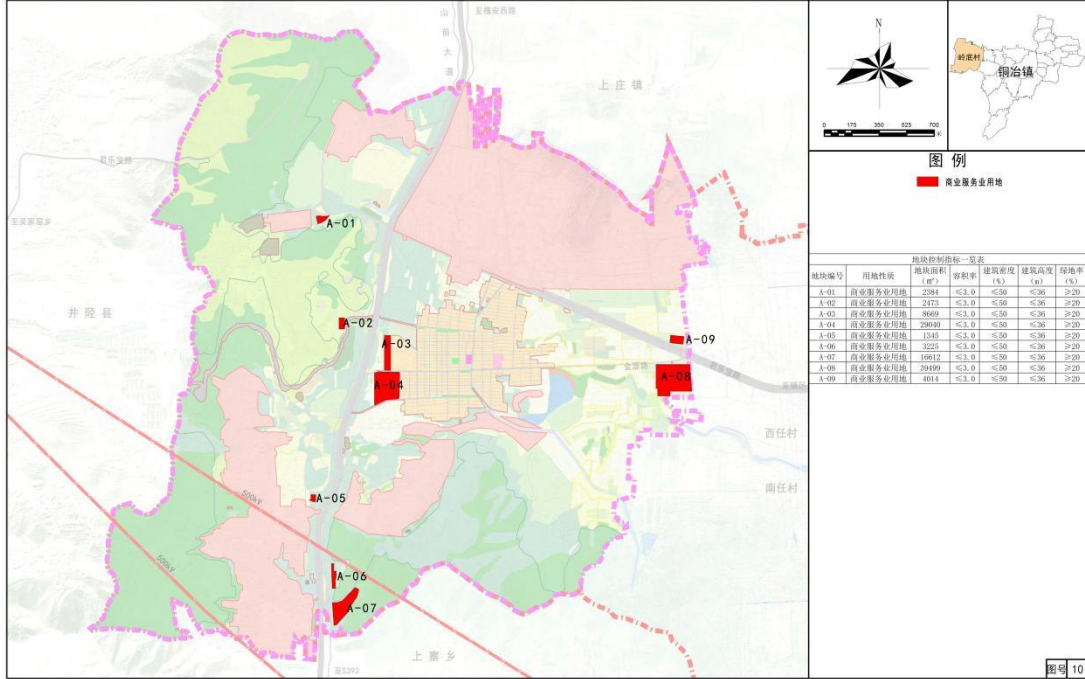 至槐安西路
山前大道
上庄镇
君乐宝路
至吴家窑乡
井陉县
A-01
A-02
A-03
A-04
A-05
A-06
A-07
A-08
A-09
至镇区
西任村
南任村
500kV
500kV
上寨乡
至S392
N
0 175 350 525 700
米
岭底村
铜冶镇
图 例
商业服务业用地
地块控制指标一览表
地块编号 用地性质 地块面积（㎡） 容积率 建筑密度（%） 建筑高度（m） 绿地率（%）
A-01 商业服务业用地 2384 ≤3.0 ≤50 ≤36 ≥20
A-02 商业服务业用地 2473 ≤3.0 ≤50 ≤36 ≥20
A-03 商业服务业用地 8669 ≤3.0 ≤50 ≤36 ≥20
A-04 商业服务业用地 29040 ≤3.0 ≤50 ≤36 ≥20
A-05 商业服务业用地 1345 ≤3.0 ≤50 ≤36 ≥20
A-06 商业服务业用地 3225 ≤3.0 ≤50 ≤36 ≥20
A-07 商业服务业用地 16612 ≤3.0 ≤50 ≤36 ≥20
A-08 商业服务业用地 39499 ≤3.0 ≤50 ≤36 ≥20
A-09 商业服务业用地 4014 ≤3.0 ≤50 ≤36 ≥20
图号 10